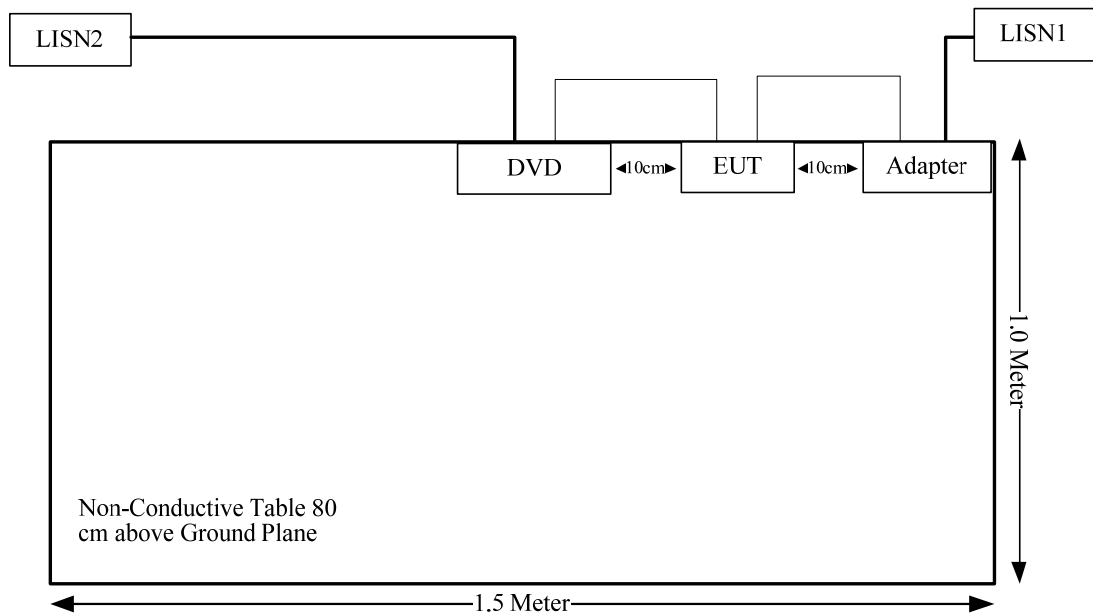 LISN2
LISN1
DVD
10cm
EUT
10cm
Adapter
1.0 Meter
Non-Conductive Table 80
cm above Ground Plane
1.5 Meter